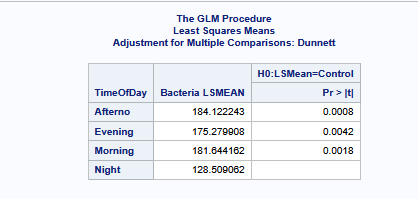 The GLM Procedure
Least Squares Means
Adjustment for Multiple Comparisons: Dunnett
H0:LSMean=Control
TimeOfDay Bacteria LSMEAN Pr > |t|
Afterno 184.122243 0.0008
Evening 175.279908 0.0042
Morning 181.644162 0.0018
Night 128.509062